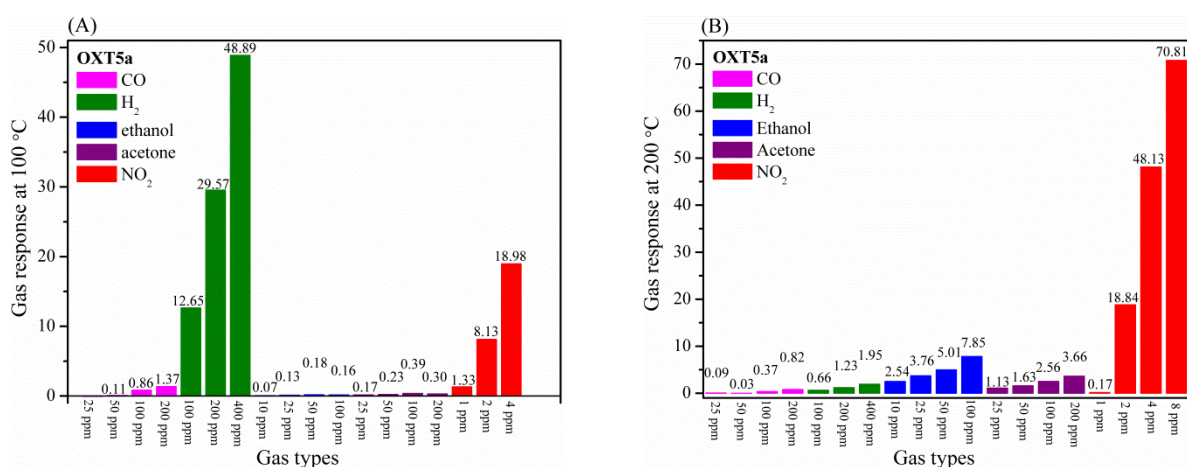 (A)
Gas response at 100 °C
50
40
30
20
10
0
OXT5a
CO
H₂
ethanol
acetone
NO₂
0.11
0.86
1.37
12.65
29.57
48.89
0.07
0.13
0.18
0.16
0.17
0.23
0.39
0.30
1.33
8.13
18.98
25 ppm
50 ppm
100 ppm
200 ppm
100 ppm
200 ppm
400 ppm
10 ppm
25 ppm
50 ppm
100 ppm
25 ppm
50 ppm
100 ppm
200 ppm
1 ppm
2 ppm
4 ppm
Gas types
(B)
Gas response at 200 °C
70
60
50
40
30
20
10
0
OXT5a
CO
H₂
Ethanol
Acetone
NO₂
0.09
0.03
0.37
0.82
0.66
1.23
1.95
2.54
3.76
5.01
7.85
1.13
1.63
2.56
3.66
0.17
18.84
48.13
70.81
25 ppm
50 ppm
100 ppm
200 ppm
100 ppm
200 ppm
400 ppm
10 ppm
25 ppm
50 ppm
100 ppm
25 ppm
50 ppm
100 ppm
200 ppm
1 ppm
2 ppm
4 ppm
8 ppm
Gas types